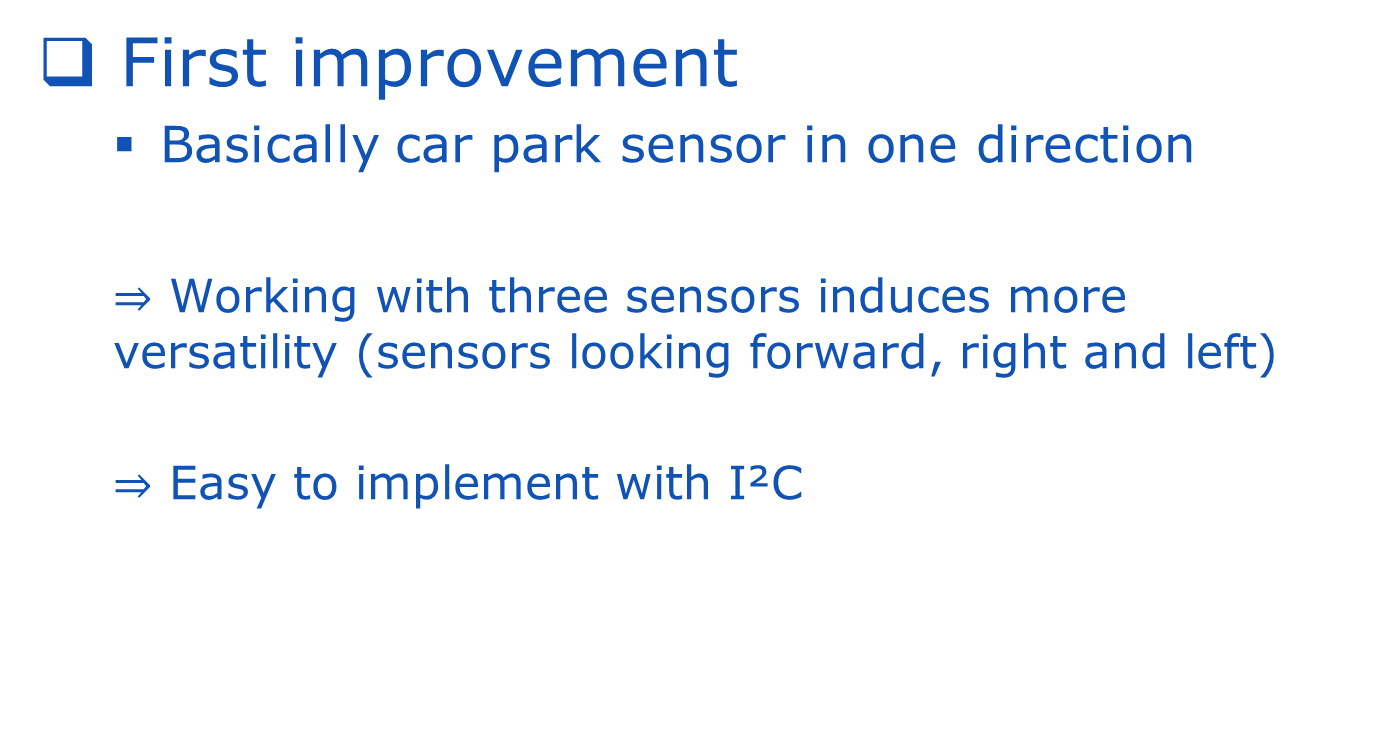 ❑ First improvement
▪ Basically car park sensor in one direction
⇒ Working with three sensors induces more
versatility (sensors looking forward, right and left)
⇒ Easy to implement with I²C